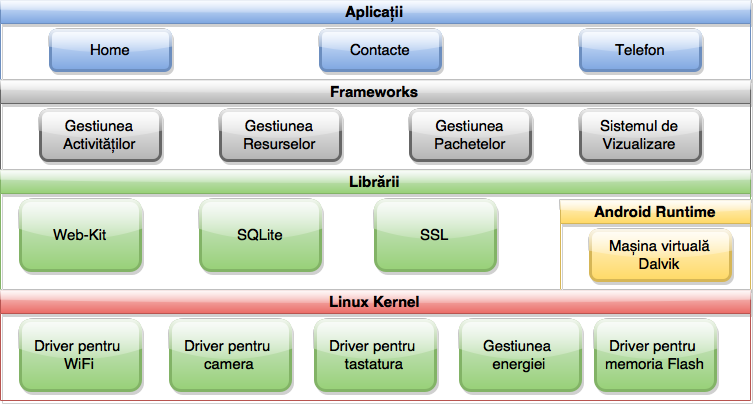 Aplicații
Home
Contacte
Telefon
Frameworks
Gestiunea
Activităților
Gestiunea
Resurselor
Gestiunea
Pachetelor
Sistemul de
Vizualizare
Librării
Web-Kit
SQLite
SSL
Android Runtime
Mașina virtuală
Dalvik
Linux Kernel
Driver pentru
WiFi
Driver pentru
camera
Driver pentru
tastatura
Gestiunea
energiei
Driver pentru
memoria Flash